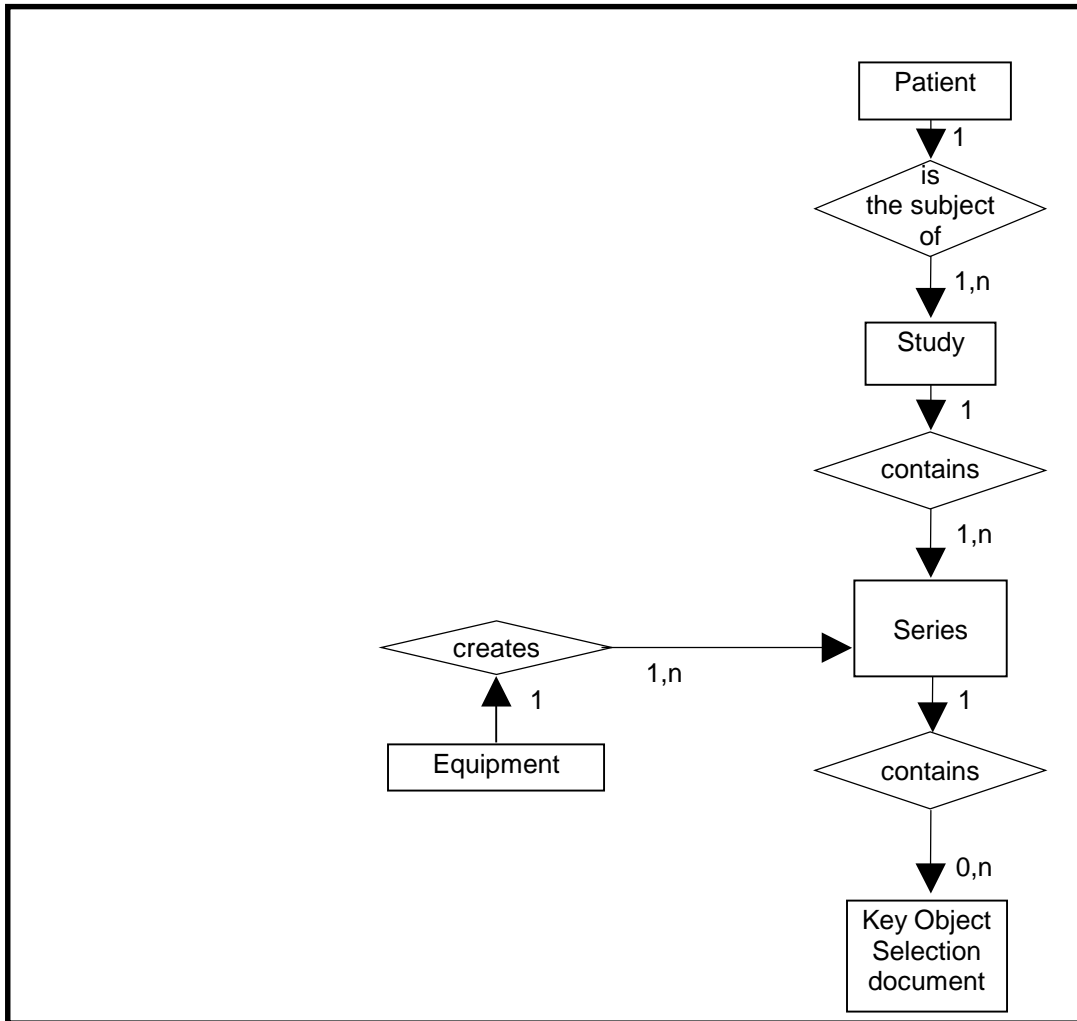 Patient
1
is
the subject
of
1,n
Study
1
contains
1,n
Series
creates
1,n
1
1
Equipment
contains
0,n
Key Object
Selection
document